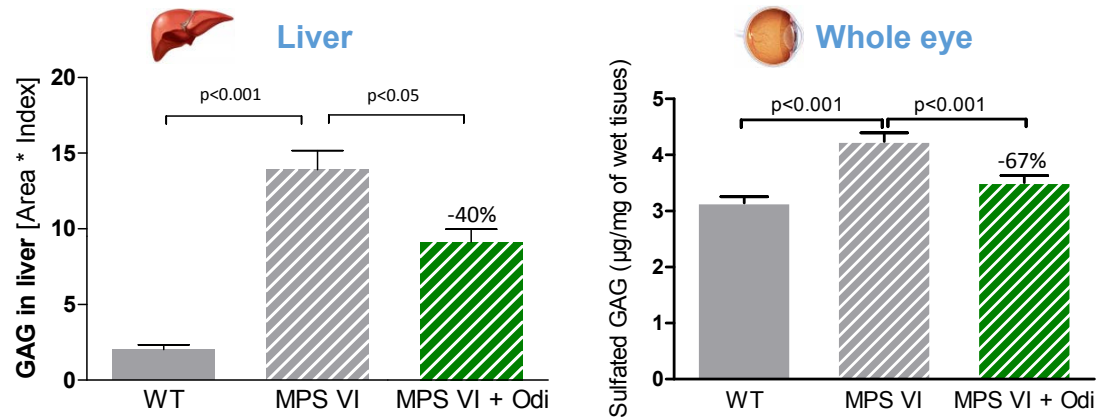 Liver
GAG in liver [Area * Index]
20
15
10
5
0
p<0.001
p<0.05
-40%
WT
MPS VI
MPS VI + Odi
Whole eye
Sulfated GAG (µg/mg of wet tisues)
5
4
3
2
1
0
p<0.001
p<0.001
-67%
WT
MPS VI
MPS VI + Odi